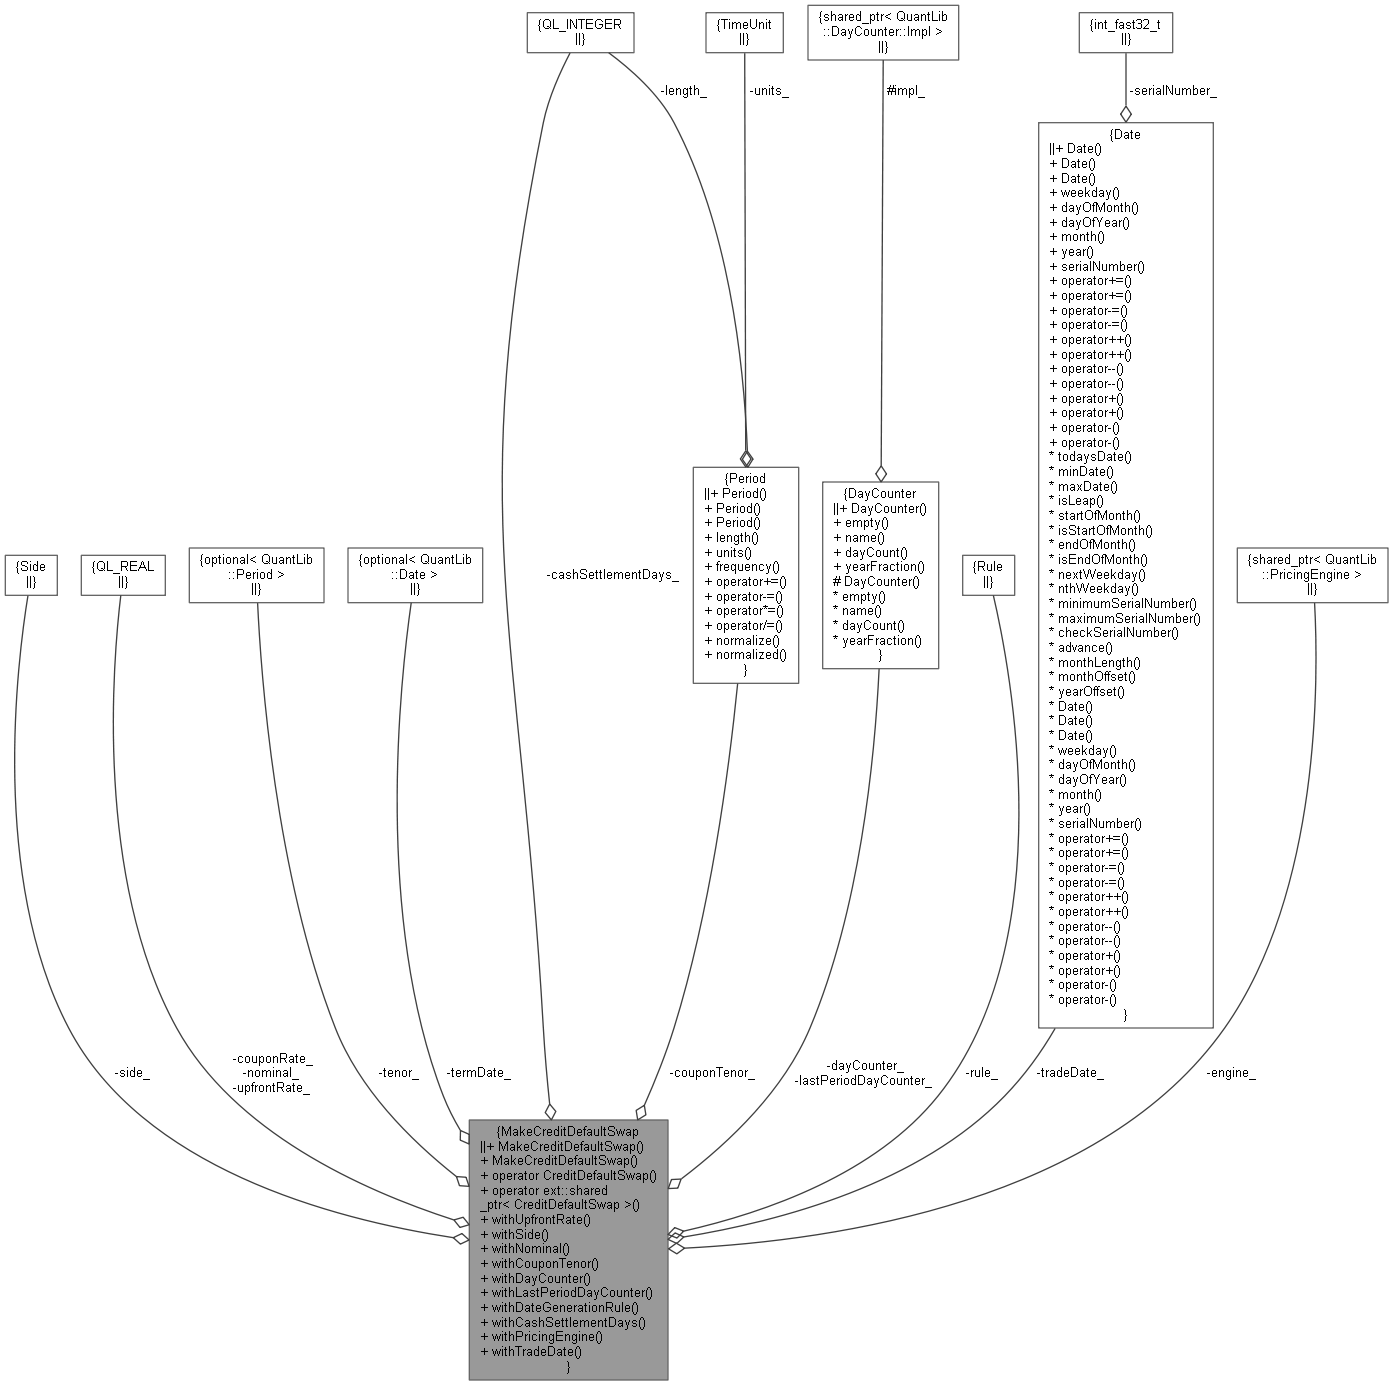 {QL_INTEGER
||}
{TimeUnit
||}
{shared_ptr< QuantLib
::DayCounter::Impl >
||}
{int_fast32_t
||}
-length_
-units_
#impl_
-serialNumber_
{Date
||+ Date()
+ Date()
+ Date()
+ weekday()
+ dayOfMonth()
+ dayOfYear()
+ month()
+ year()
+ serialNumber()
+ operator+=()
+ operator+=()
+ operator-=()
+ operator-=()
+ operator++()
+ operator++()
+ operator--()
+ operator--()
+ operator+()
+ operator+()
+ operator-()
+ operator-()
* todaysDate()
* minDate()
* maxDate()
* isLeap()
* startOfMonth()
* isStartOfMonth()
* endOfMonth()
* isEndOfMonth()
* nextWeekday()
* nthWeekday()
* minimumSerialNumber()
* maximumSerialNumber()
* checkSerialNumber()
* advance()
* monthLength()
* monthOffset()
* yearOffset()
* Date()
* Date()
* Date()
* weekday()
* dayOfMonth()
* dayOfYear()
* month()
* year()
* serialNumber()
* operator+=()
* operator+=()
* operator-=()
* operator-=()
* operator++()
* operator++()
* operator--()
* operator--()
* operator+()
* operator+()
* operator-()
* operator-()
}
{Period
||+ Period()
+ Period()
+ Period()
+ length()
+ units()
+ frequency()
+ operator+=()
+ operator-=()
+ operator*=()
+ operator/=()
+ normalize()
+ normalized()
}
{DayCounter
||+ DayCounter()
+ empty()
+ name()
+ dayCount()
+ yearFraction()
# DayCounter()
* empty()
* name()
* dayCount()
* yearFraction()
}
{Side
||}
{QL_REAL
||}
{optional< QuantLib
::Period >
||}
{optional< QuantLib
::Date >
||}
-cashSettlementDays_
{Rule
||}
{shared_ptr< QuantLib
::PricingEngine >
||}
-side_
-couponRate_
-nominal_
-upfrontRate_
-tenor_
-termDate_
-couponTenor_
-dayCounter_
-lastPeriodDayCounter_
-rule_
-tradeDate_
-engine_
{MakeCreditDefaultSwap
||+ MakeCreditDefaultSwap()
+ MakeCreditDefaultSwap()
+ operator CreditDefaultSwap()
+ operator ext::shared
_ptr< CreditDefaultSwap >()
+ withUpfrontRate()
+ withSide()
+ withNominal()
+ withCouponTenor()
+ withDayCounter()
+ withLastPeriodDayCounter()
+ withDateGenerationRule()
+ withCashSettlementDays()
+ withPricingEngine()
+ withTradeDate()
}